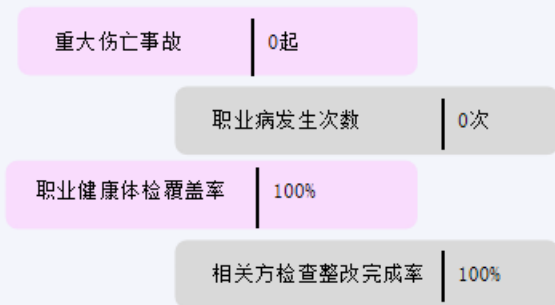 重大伤亡事故 0起
职业病发生次数 0次
职业健康体检覆盖率 100%
相关方检查整改完成率 100%